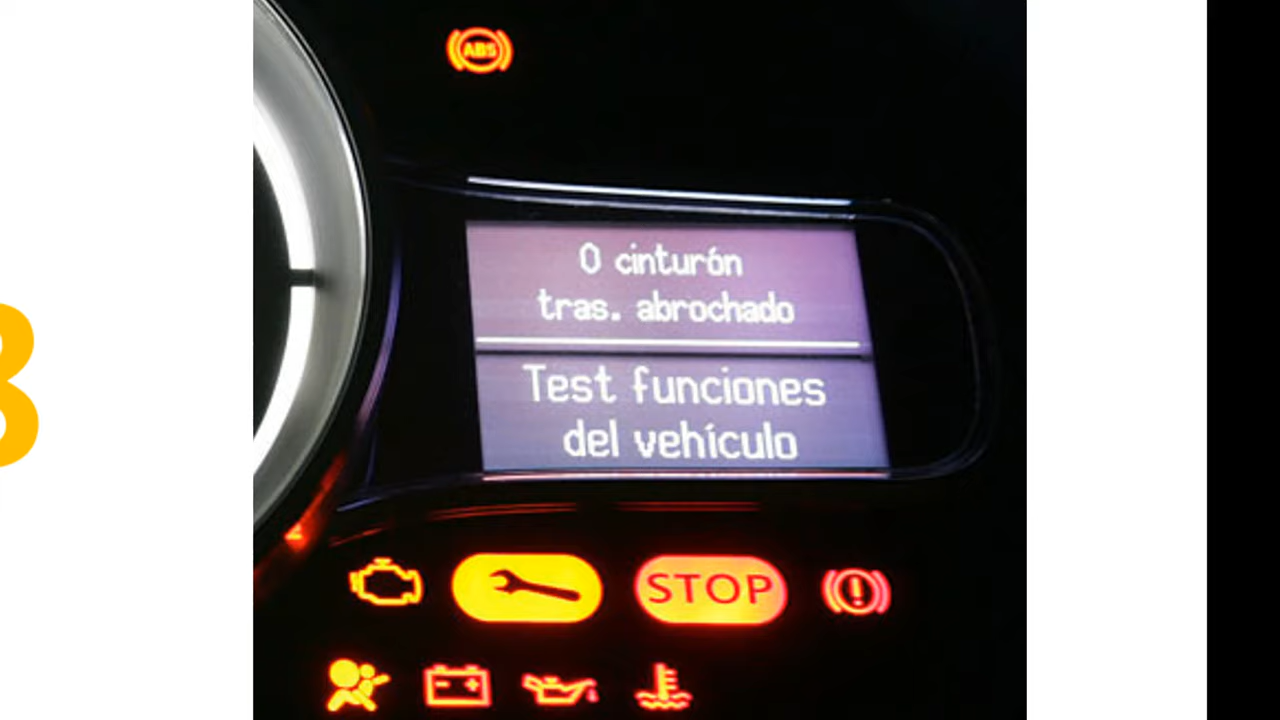 ABS
0 cinturón
tras. abrochado
Test funciones
del vehículo
STOP